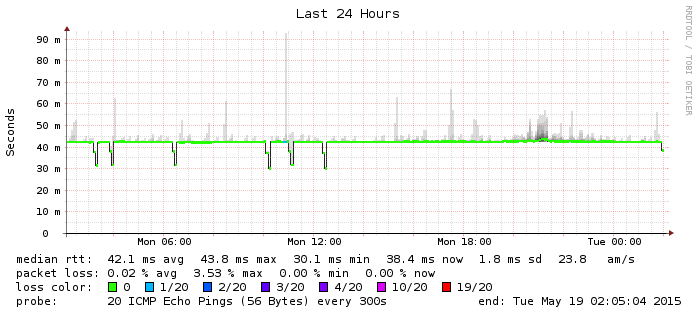 Last 24 Hours
RRDTOOL / TOBI OETIKER
Seconds
90 m
80 m
70 m
60 m
50 m
40 m
30 m
20 m
10 m
0
Mon 06:00 Mon 12:00 Mon 18:00 Tue 00:00
median rtt: 42.1 ms avg 43.8 ms max 30.1 ms min 38.4 ms now 1.8 ms sd 23.8 am/s
packet loss: 0.02 % avg 3.53 % max 0.00 % min 0.00 % now
loss color: 0 1/20 2/20 3/20 4/20 10/20 19/20
probe: 20 ICMP Echo Pings (56 Bytes) every 300s end: Tue May 19 02:05:04 2015